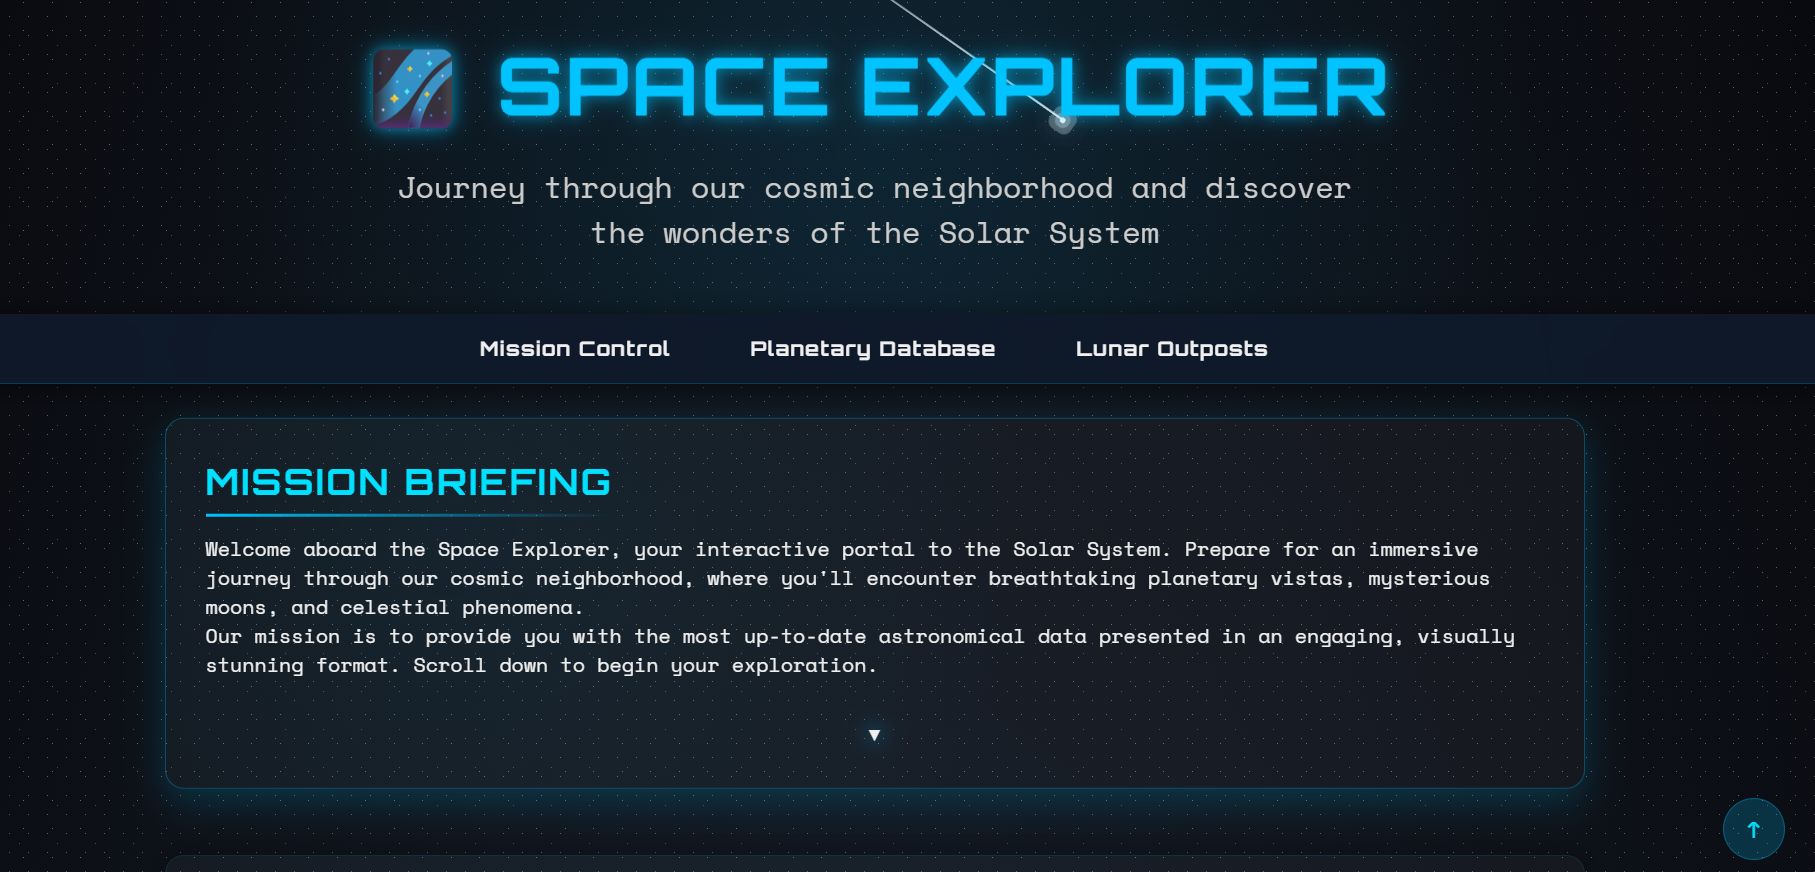 SPACE EXPLORER
Journey through our cosmic neighborhood and discover
the wonders of the Solar System
Mission Control
Planetary Database
Lunar Outposts
MISSION BRIEFING
Welcome aboard the Space Explorer, your interactive portal to the Solar System. Prepare for an immersive
journey through our cosmic neighborhood, where you'll encounter breathtaking planetary vistas, mysterious
moons, and celestial phenomena.
Our mission is to provide you with the most up-to-date astronomical data presented in an engaging, visually
stunning format. Scroll down to begin your exploration.